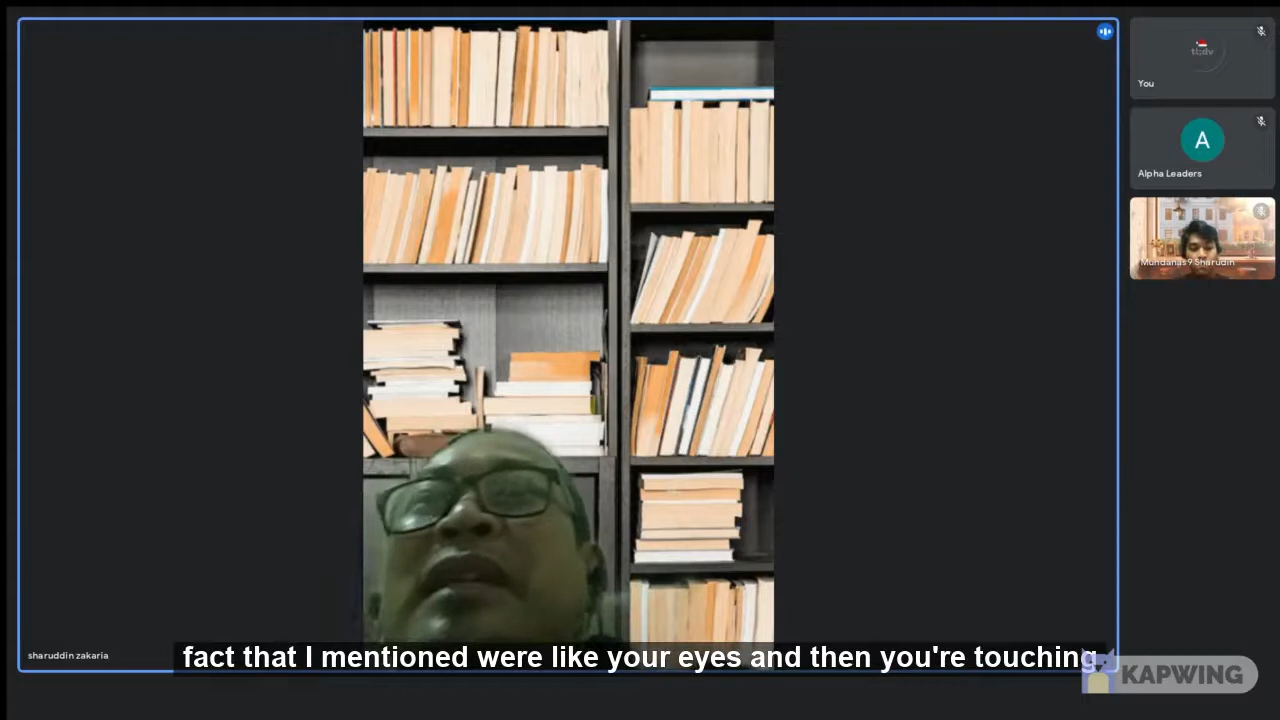 You
A
Alpha Leaders
sharuddin zakaria
fact that I mentioned were like your eyes and then you're touching
KAPWING